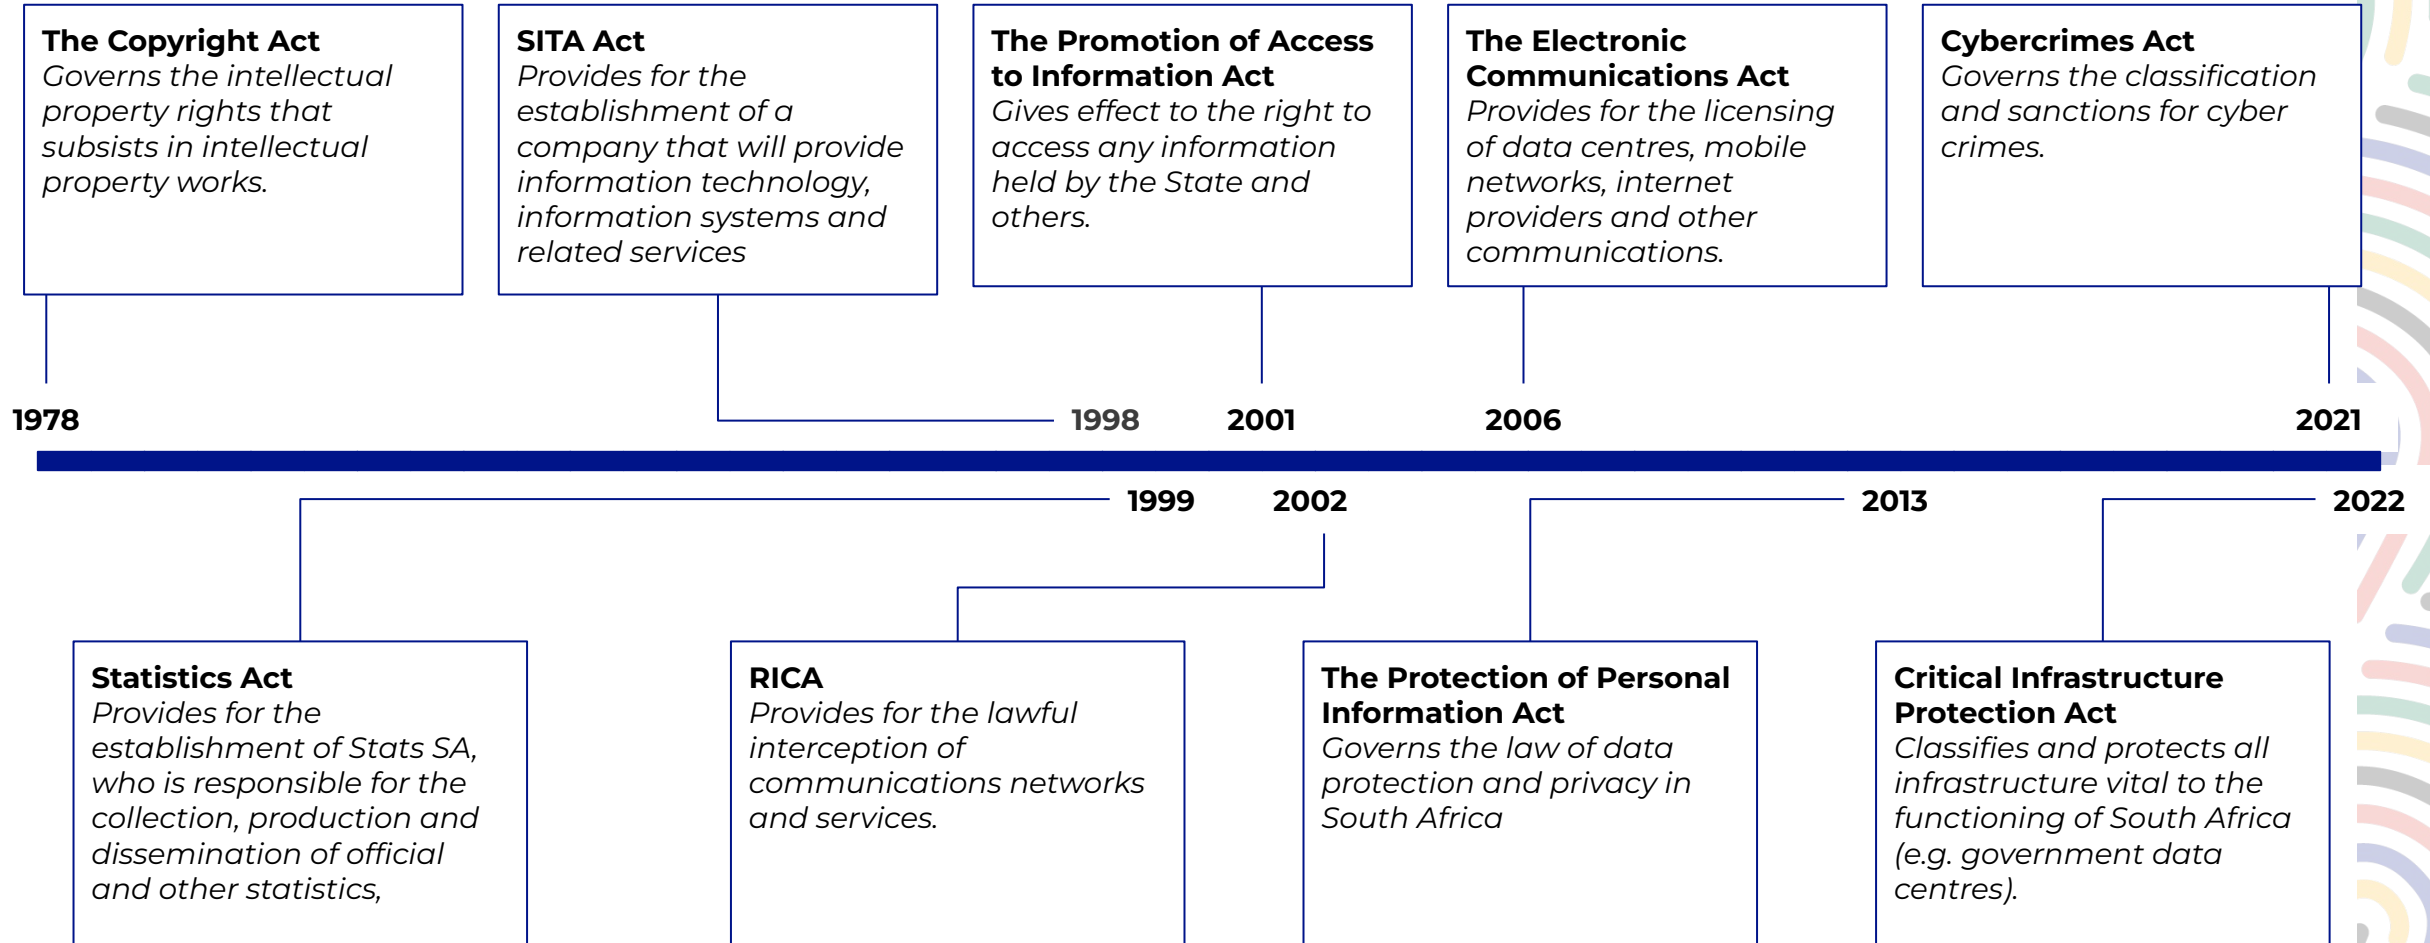 The Copyright Act
Governs the intellectual
property rights that
subsists in intellectual
property works.
SITA Act
Provides for the
establishment of a
company that will provide
information technology,
information systems and
related services
The Promotion of Access
to Information Act
Gives effect to the right to
access any information
held by the State and
others.
The Electronic
Communications Act
Provides for the licensing
of data centres, mobile
networks, internet
providers and other
communications.
Cybercrimes Act
Governs the classification
and sanctions for cyber
crimes.
1978
1998
2001
2006
2021
1999
2002
2013
2022
Statistics Act
Provides for the
establishment of Stats SA,
who is responsible for the
collection, production and
dissemination of official
and other statistics,
RICA
Provides for the lawful
interception of
communications networks
and services.
The Protection of Personal
Information Act
Governs the law of data
protection and privacy in
South Africa
Critical Infrastructure
Protection Act
Classifies and protects all
infrastructure vital to the
functioning of South Africa
(e.g. government data
centres).